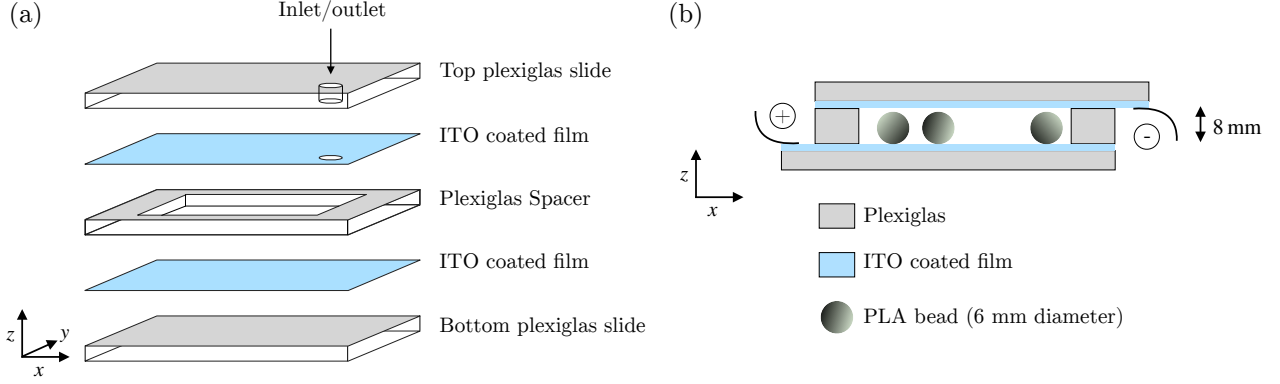 (a)
Inlet/outlet
Top plexiglas slide
ITO coated film
Plexiglas Spacer
ITO coated film
Bottom plexiglas slide
z
y
x
(b)
+
-
8 mm
z
x
Plexiglas
ITO coated film
PLA bead (6 mm diameter)